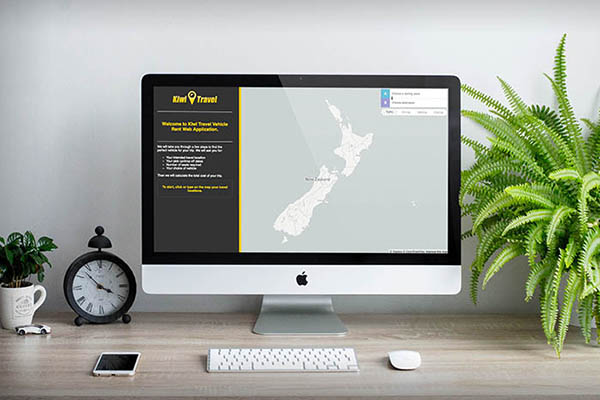 Kiwi Travel
Welcome to Kiwi Travel Vehicle
Rent Web Application.
We will take you through a few steps to find the
perfect vehicle for your trip. We will ask you for:
Your intended travel location
Your pick up/drop off dates
Number of seats required
Your choice of vehicle
Then we will calculate the total cost of your trip.
To start, click or type on the map your travel
locations.
A Choose a starting place
B
New Zealand